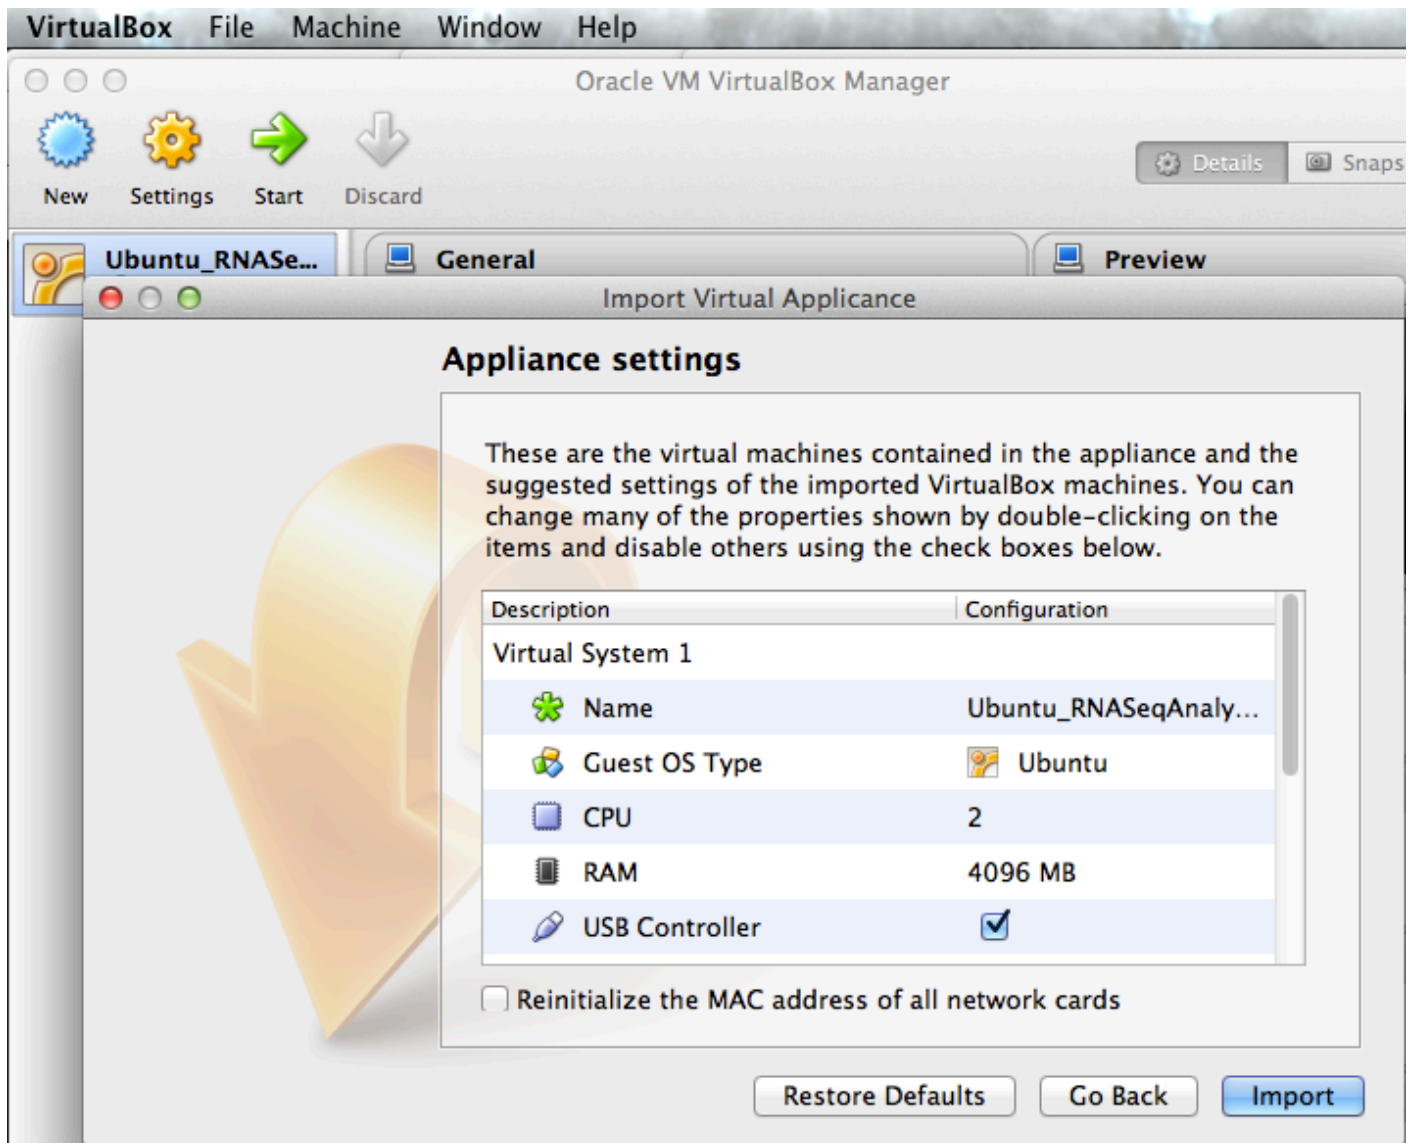 VirtualBox File Machine Window Help
Oracle VM VirtualBox Manager
New Settings Start Discard
Details Snaps
Ubuntu_RNASe...
General
Preview
Import Virtual Applicance
Appliance settings
These are the virtual machines contained in the appliance and the
suggested settings of the imported VirtualBox machines. You can
change many of the properties shown by double-clicking on the
items and disable others using the check boxes below.
Description Configuration
Virtual System 1
Name Ubuntu_RNASeqAnaly...
Guest OS Type Ubuntu
CPU 2
RAM 4096 MB
USB Controller
Reinitialize the MAC address of all network cards
Restore Defaults Go Back Import